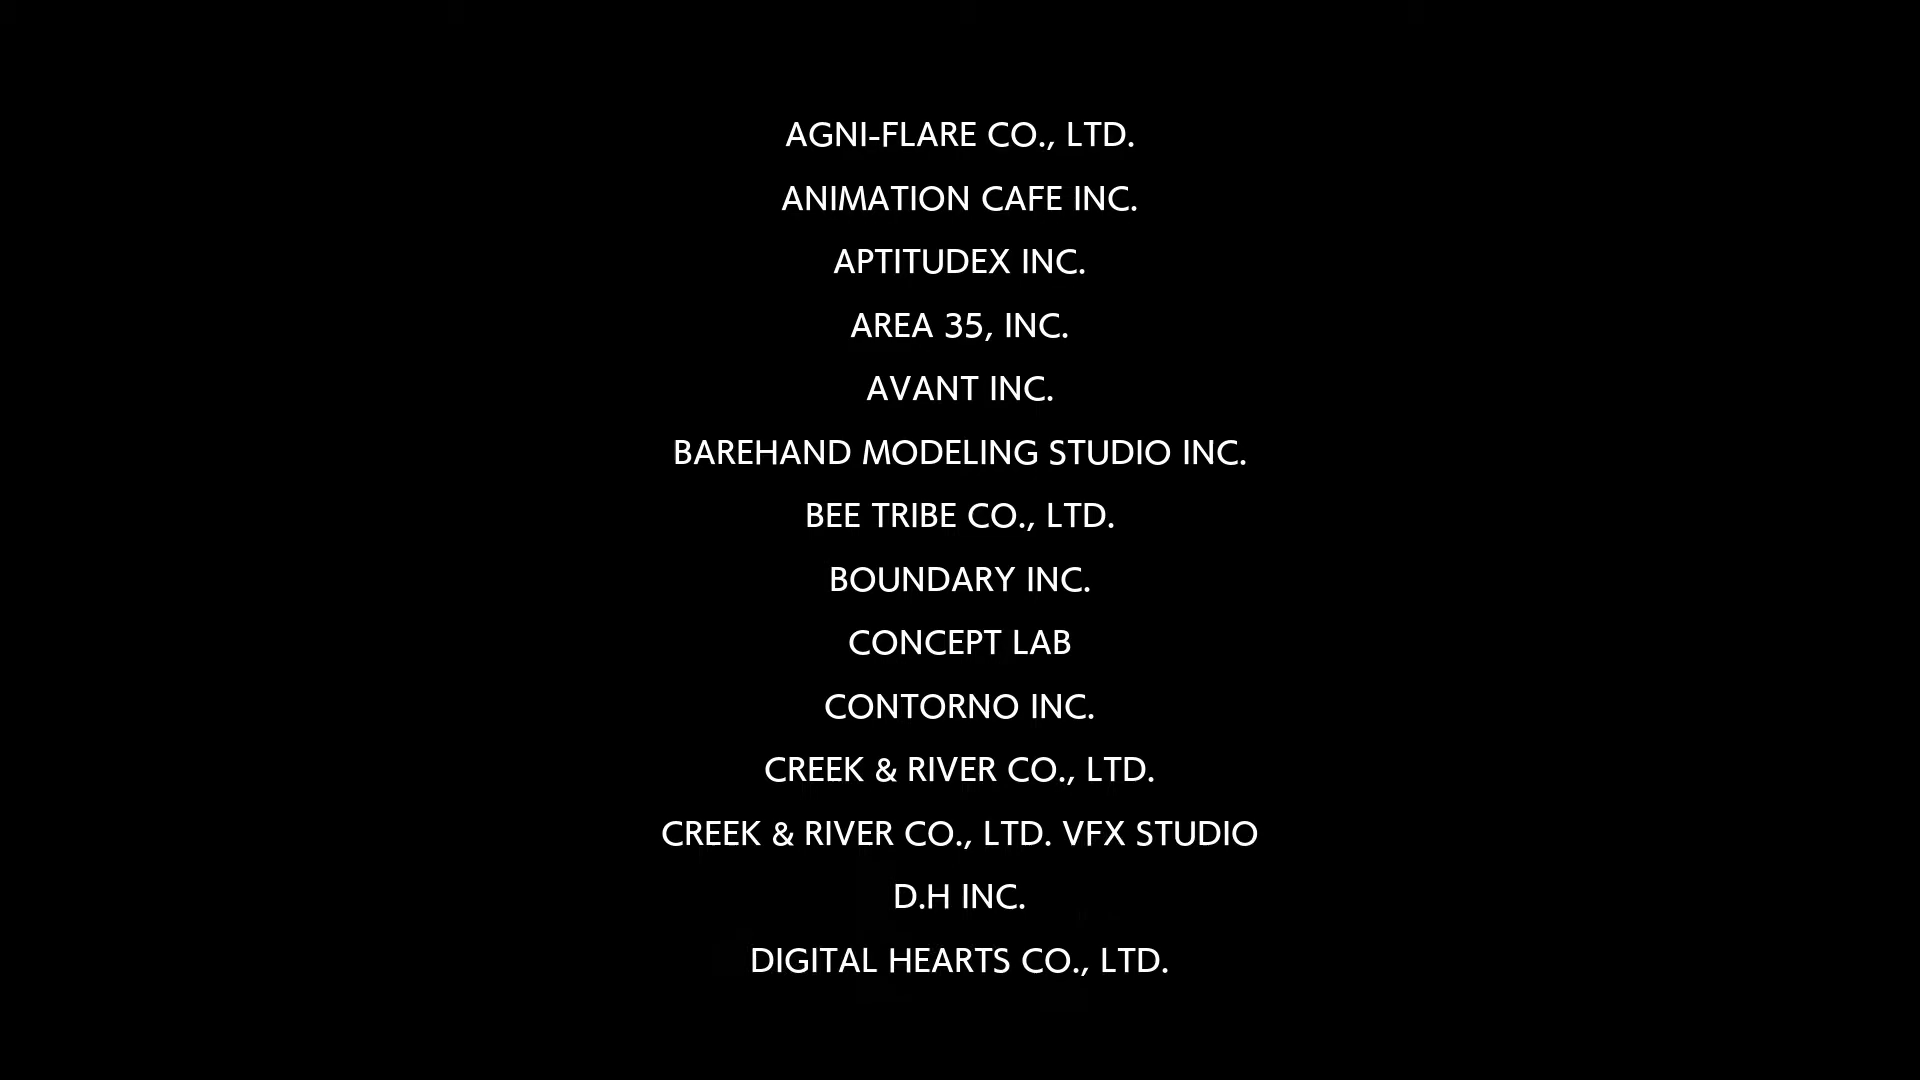 AGNI-FLARE CO., LTD.
ANIMATION CAFE INC.
APTITUDEX INC.
AREA 35, INC.
AVANT INC.
BAREHAND MODELING STUDIO INC.
BEE TRIBE CO., LTD.
BOUNDARY INC.
CONCEPT LAB
CONTORNO INC.
CREEK & RIVER CO., LTD.
CREEK & RIVER CO., LTD. VFX STUDIO
D.H INC.
DIGITAL HEARTS CO., LTD.